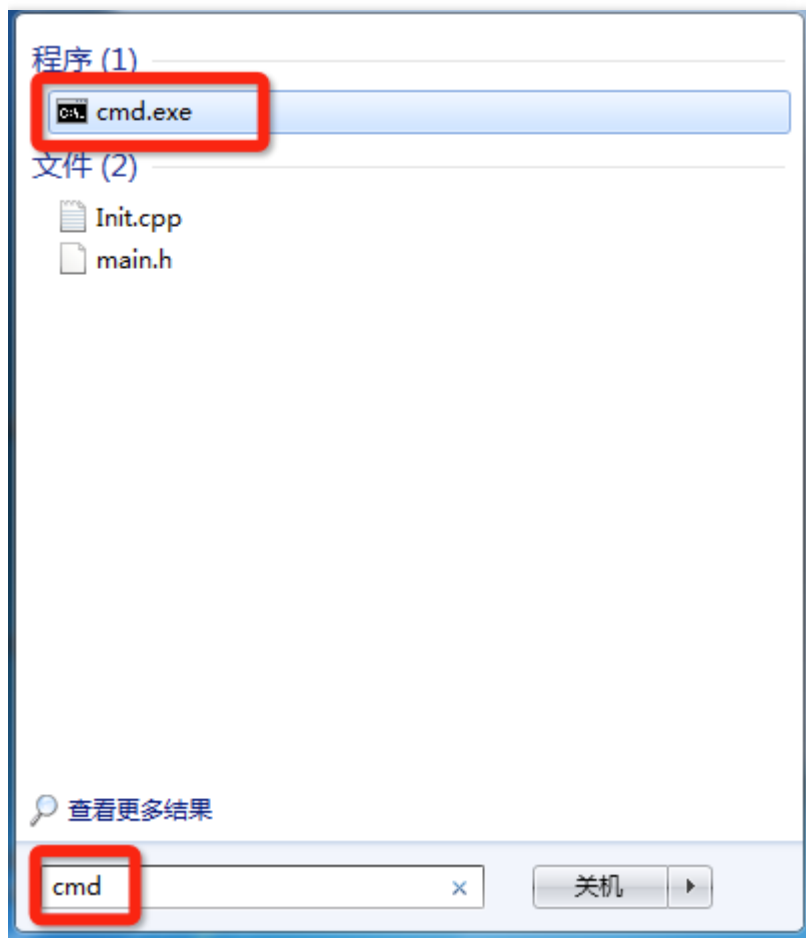 程序 (1)
cmd.exe
文件 (2)
Init.cpp
main.h
查看更多结果
cmd
关机